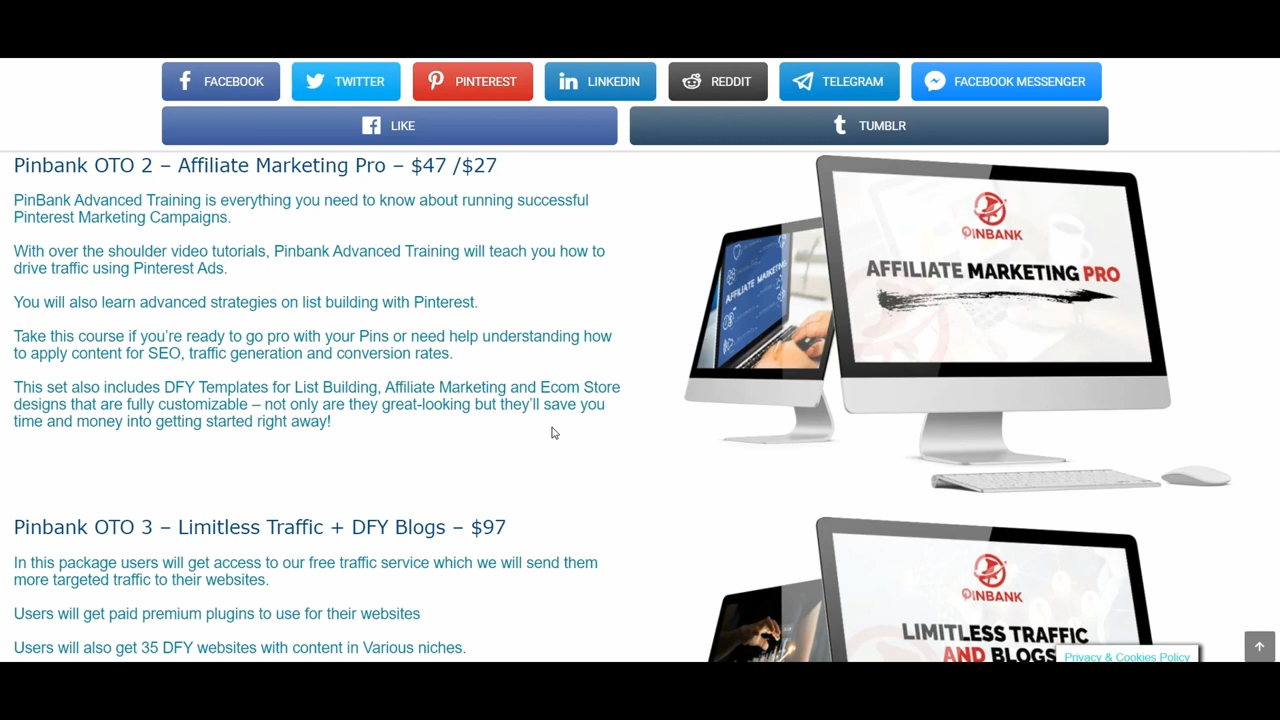 FACEBOOK
TWITTER
PINTEREST
LINKEDIN
REDDIT
TELEGRAM
FACEBOOK MESSENGER
LIKE
TUMBLR
Pinbank OTO 2 – Affiliate Marketing Pro – $47 /$27
PinBank Advanced Training is everything you need to know about running successful
Pinterest Marketing Campaigns.
With over the shoulder video tutorials, Pinbank Advanced Training will teach you how to
drive traffic using Pinterest Ads.
You will also learn advanced strategies on list building with Pinterest.
Take this course if you’re ready to go pro with your Pins or need help understanding how
to apply content for SEO, traffic generation and conversion rates.
This set also includes DFY Templates for List Building, Affiliate Marketing and Ecom Store
designs that are fully customizable – not only are they great-looking but they’ll save you
time and money into getting started right away!
AFFILIATE MARKETING
PINBANK
AFFILIATE MARKETING PRO
Pinbank OTO 3 – Limitless Traffic + DFY Blogs – $97
In this package users will get access to our free traffic service which we will send them
more targeted traffic to their websites.
Users will get paid premium plugins to use for their websites
Users will also get 35 DFY websites with content in Various niches.
PINBANK
LIMITLESS TRAFFIC
AND BLOGS
Privacy & Cookies Policy